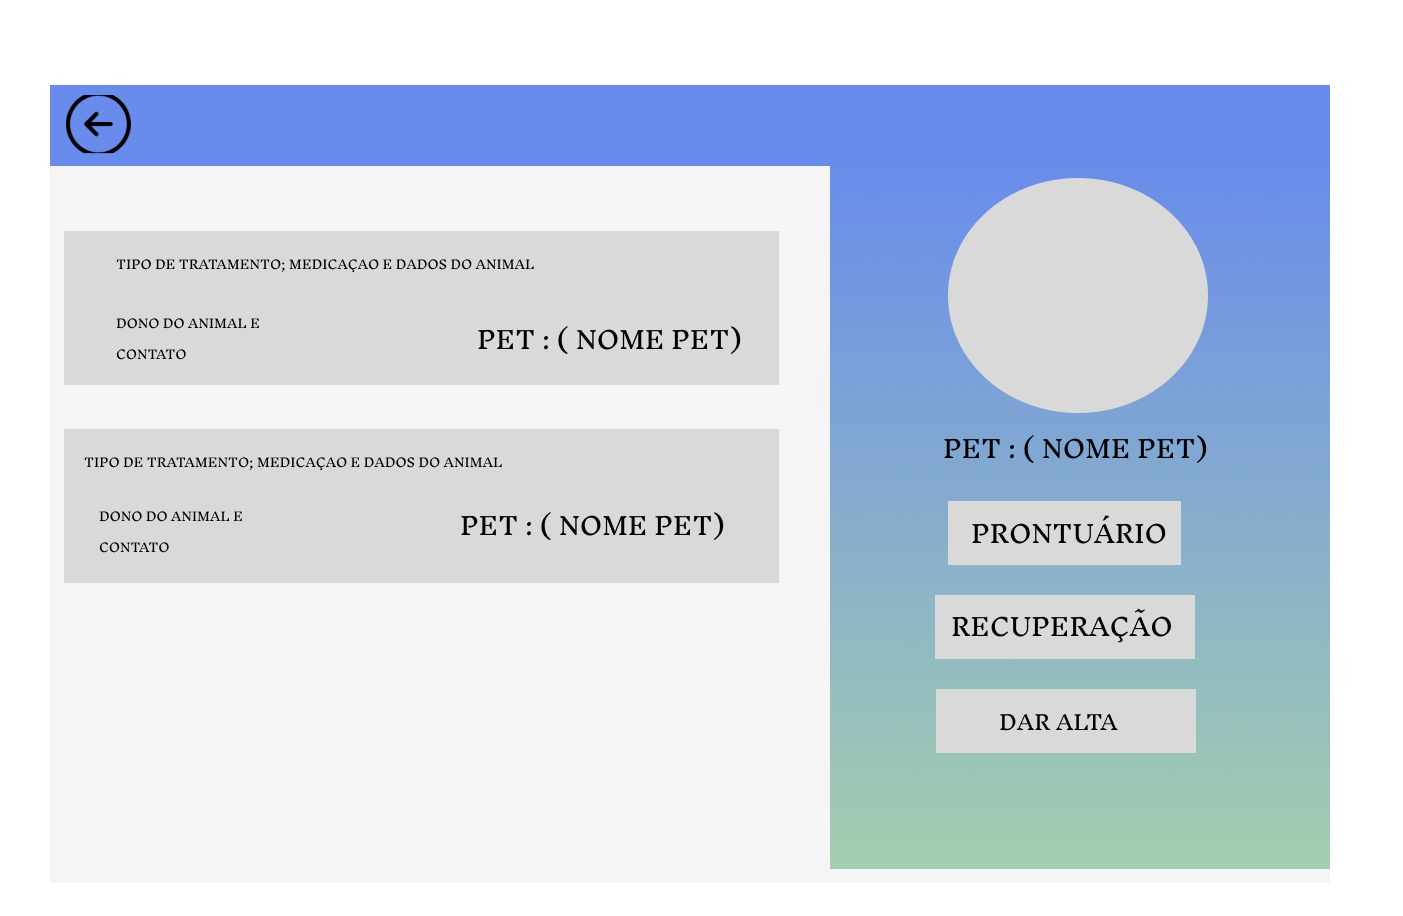 TIPO DE TRATAMENTO; MEDICAÇAO E DADOS DO ANIMAL
DONO DO ANIMAL E
CONTATO
PET : ( NOME PET)
TIPO DE TRATAMENTO; MEDICAÇAO E DADOS DO ANIMAL
DONO DO ANIMAL E
CONTATO
PET : ( NOME PET)
PET : ( NOME PET)
PRONTUÁRIO
RECUPERAÇÃO
DAR ALTA